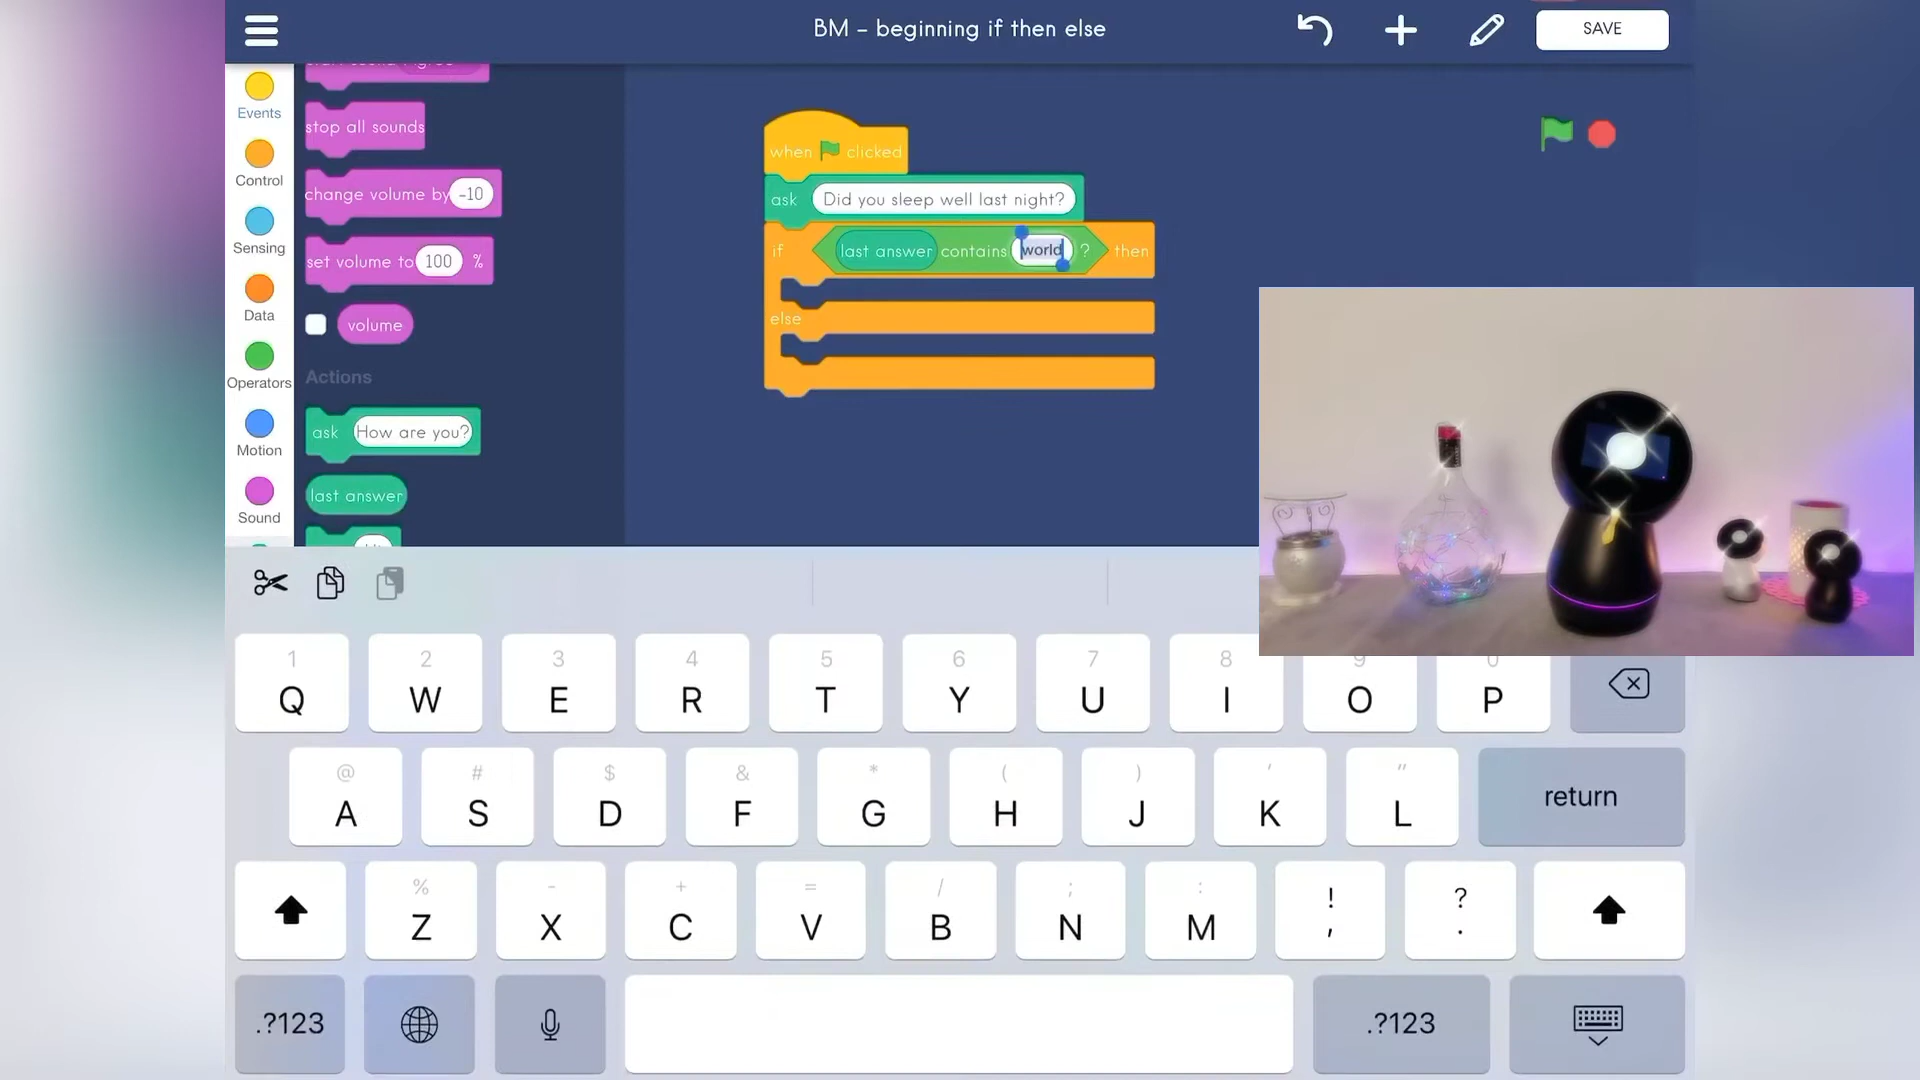 BM - beginning if then else
SAVE
Events
Control
Sensing
Data
Operators
Motion
Sound
stop all sounds
change volume by -10
set volume to 100 %
volume
Actions
ask How are you?
last answer
when clicked
ask Did you sleep well last night?
if last answer contains world ? then
else
1 2 3 4 5 6 7 8 9 0
Q W E R T Y U I O P
@ # $ & * ( ) ' "
A S D F G H J K L return
% - + = / ; : ! ?
Z X C V B N M , .
.?123 .?123